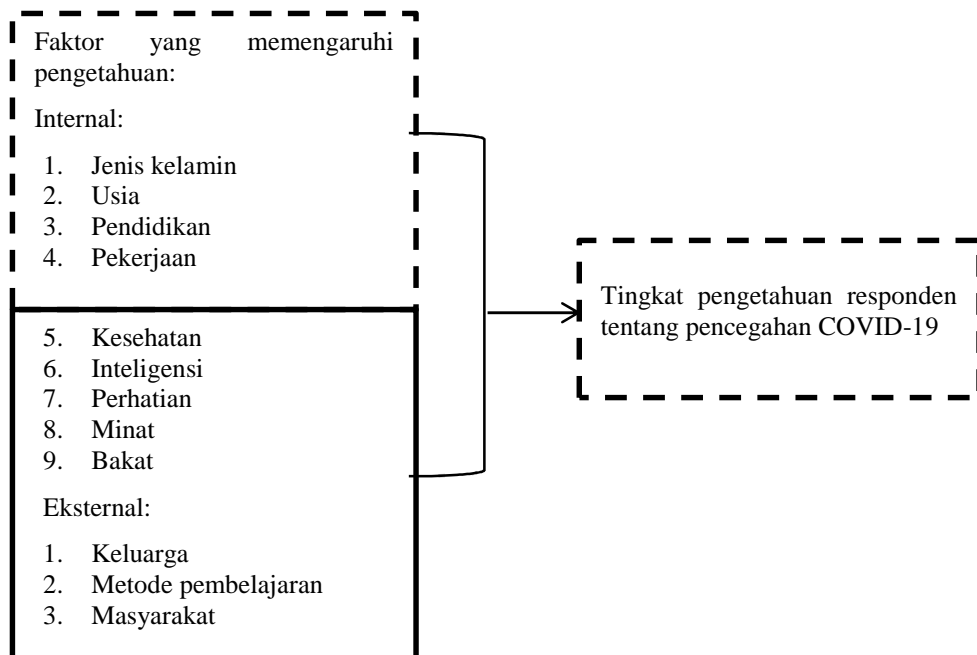 Faktor yang memengaruhi
pengetahuan:
Internal:
1. Jenis kelamin
2. Usia
3. Pendidikan
4. Pekerjaan
5. Kesehatan
6. Inteligensi
7. Perhatian
8. Minat
9. Bakat
Eksternal:
1. Keluarga
2. Metode pembelajaran
3. Masyarakat
Tingkat pengetahuan responden
tentang pencegahan COVID-19